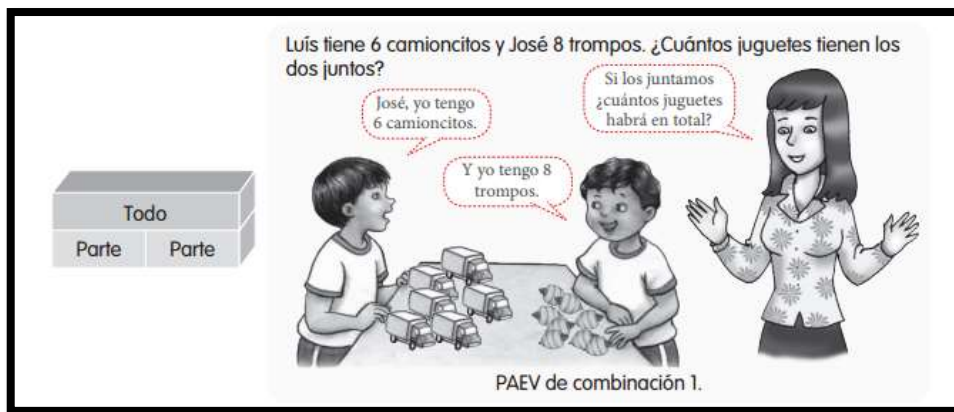 Luís tiene 6 camioncitos y José 8 trompos. ¿Cuántos juguetes tienen los
dos juntos?
José, yo tengo
6 camioncitos.
Si los juntamos
¿cuántos juguetes
habrá en total?
Y yo tengo 8
trompos.
Todo
Parte Parte
PAEV de combinación 1.